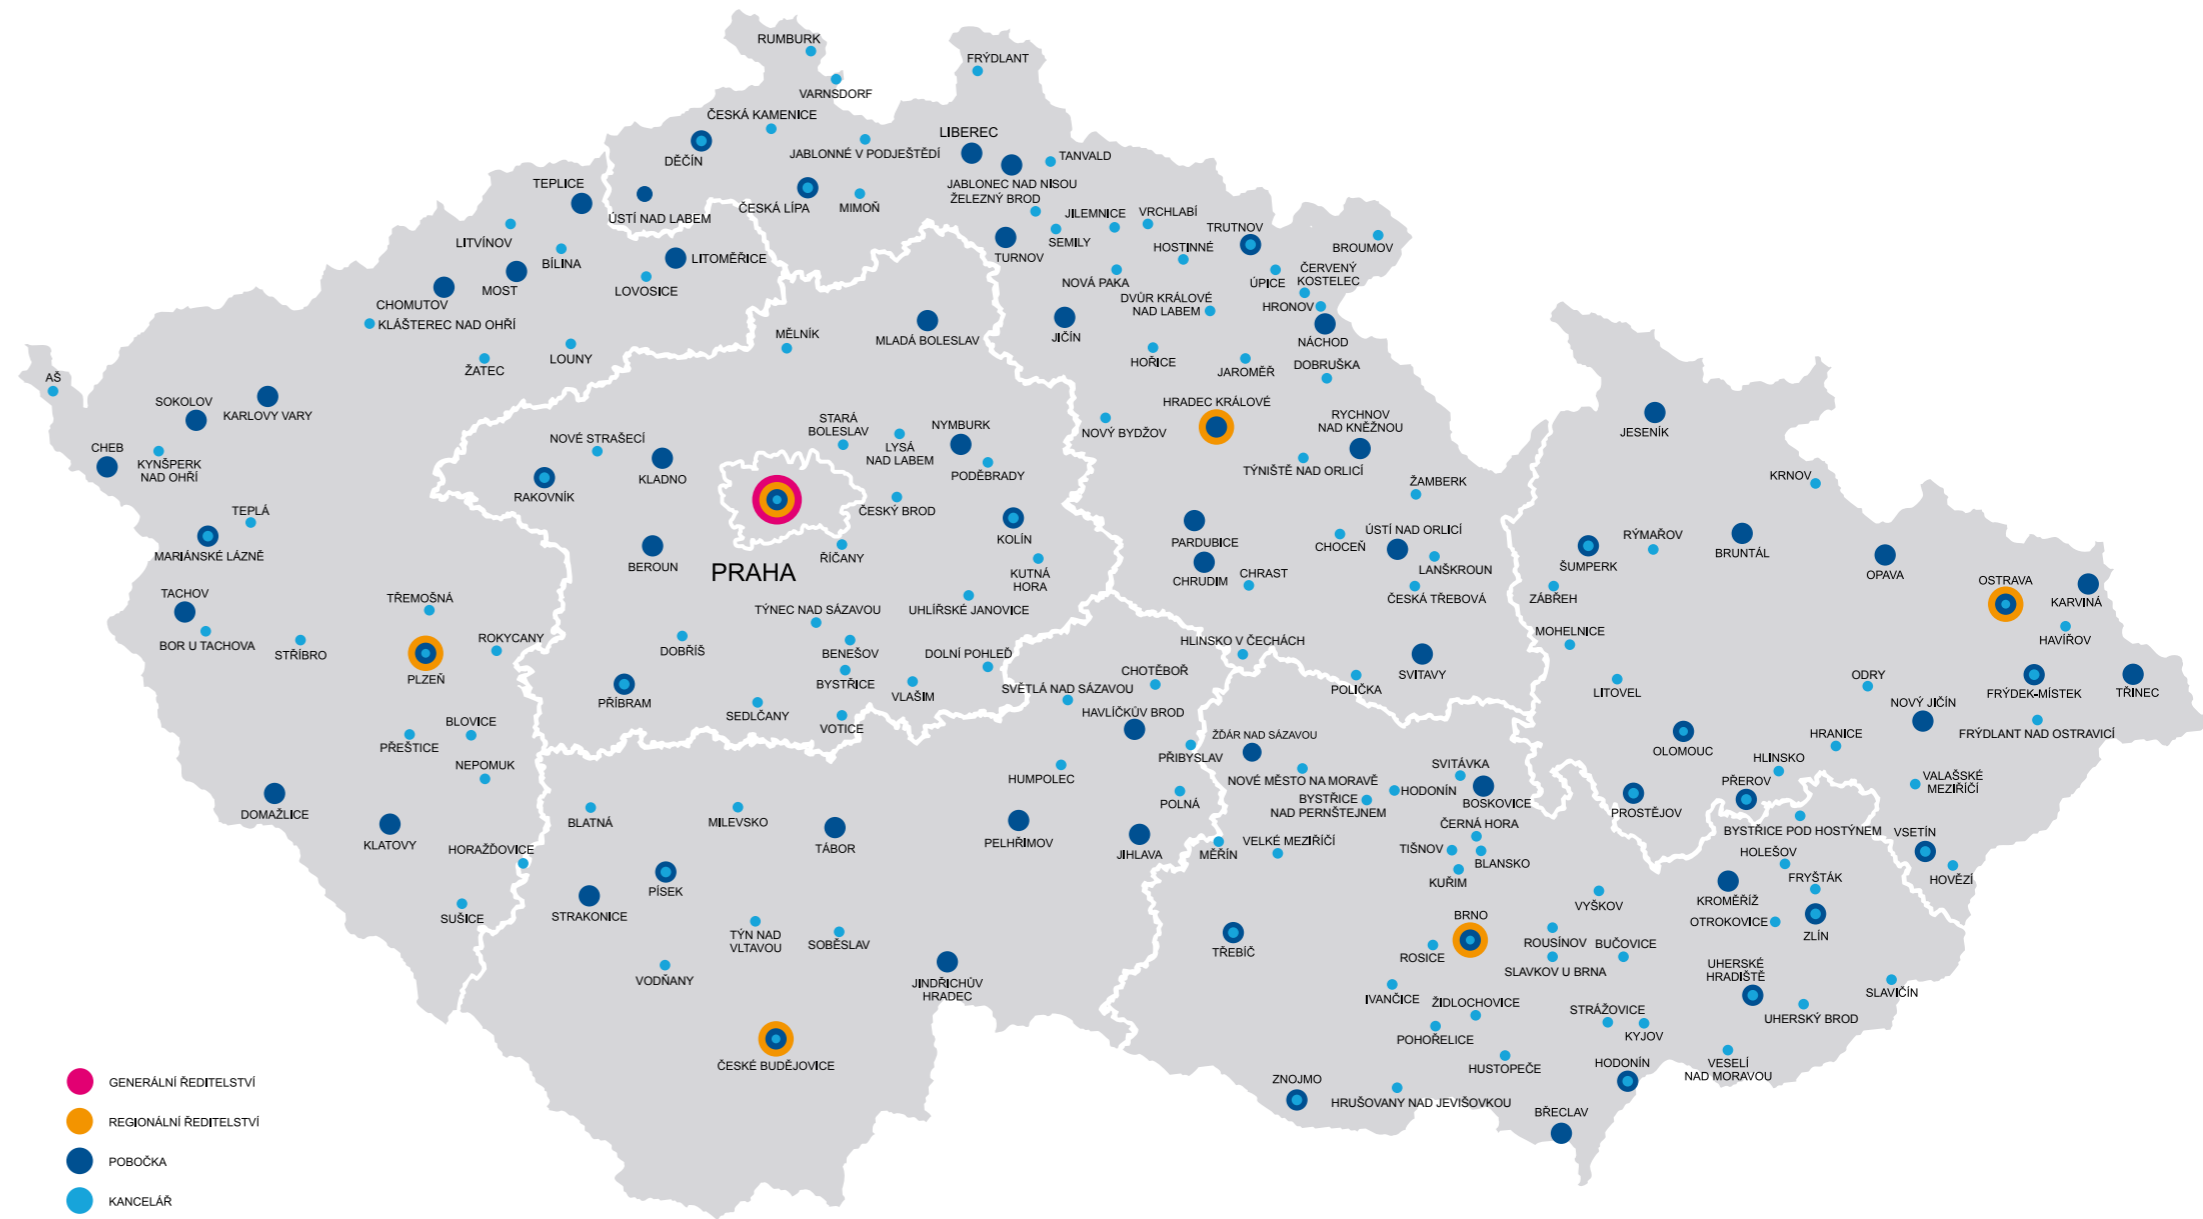 RUMBURK
FRÝDLANT
VARNSDORF
ČESKÁ KAMENICE
LIBEREC
DĚČÍN
JABLONNÉ V PODJEŠTĚDÍ
TANVALD
TEPLICE
JABLONEC NAD NISOU
ŽELEZNÝ BROD
ÚSTÍ NAD LABEM
ČESKÁ LÍPA
MIMOŇ
JILEMNICE
VRCHLABÍ
TRUTNOV
LITVÍNOV
SEMILY
HOSTINNÉ
BROUMOV
BÍLINA
LITOMĚŘICE
TURNOV
ČERVENÝ
KOSTELEC
MOST
LOVOSICE
NOVÁ PAKA
ÚPICE
CHOMUTOV
DVŮR KRÁLOVÉ
NAD LABEM
HRONOV
KLÁŠTEREC NAD OHŘÍ
MĚLNÍK
MLADÁ BOLESLAV
JIČÍN
NÁCHOD
LOUNY
ŽATEC
HOŘICE
JAROMĚŘ
DOBRUŠKA
AŠ
SOKOLOV
KARLOVY VARY
HRADEC KRÁLOVÉ
STARÁ
BOLESLAV
NYMBURK
NOVÝ BYDŽOV
RYCHNOV
NAD KNĚŽNOU
JESENÍK
CHEB
NOVÉ STRAŠECÍ
LYSÁ
NAD LABEM
KYNŠPERK
NAD OHŘÍ
KLADNO
PODĚBRADY
TÝNIŠTĚ NAD ORLICÍ
KRNOV
RAKOVNÍK
ŽAMBERK
TEPLÁ
ČESKÝ BROD
ÚSTÍ NAD ORLICÍ
RÝMAŘOV
MARIÁNSKÉ LÁZNĚ
KOLÍN
PARDUBICE
CHOCEŇ
BRUNTÁL
BEROUN
PRAHA
ŘÍČANY
KUTNÁ
HORA
CHRUDIM
CHRAST
LANŠKROUN
ŠUMPERK
OPAVA
OSTRAVA
TACHOV
TŘEMOŠNÁ
TÝNEC NAD SÁZAVOU
UHLÍŘSKÉ JANOVICE
ČESKÁ TŘEBOVÁ
ZÁBŘEH
KARVINÁ
BOR U TACHOVA
STŘÍBRO
ROKYCANY
DOBŘÍŠ
BENEŠOV
DOLNÍ POHLEĎ
HLINSKO V ČECHÁCH
MOHELNICE
HAVÍŘOV
PLZEŇ
BYSTŘICE
VLAŠIM
CHOTĚBOŘ
SVITAVY
ODRY
SVĚTLÁ NAD SÁZAVOU
POLIČKA
LITOVEL
FRÝDEK-MÍSTEK
TŘINEC
PŘÍBRAM
SEDLČANY
VOTICE
HAVLÍČKŮV BROD
NOVÝ JIČÍN
BLOVICE
PŘEŠTICE
ŽĎÁR NAD SÁZAVOU
HRANICE
FRÝDLANT NAD OSTRAVICÍ
OLOMOUC
PŘIBYSLAV
NEPOMUK
HUMPOLEC
NOVÉ MĚSTO NA MORAVĚ
SVITÁVKA
HLINSKO
PŘEROV
VALAŠSKÉ
MEZIŘÍČÍ
DOMAŽLICE
BLATNÁ
MILEVSKO
POLNÁ
BYSTŘICE
NAD PERNŠTEJNEM
HODONÍN
BOSKOVICE
PROSTĚJOV
KLATOVY
TÁBOR
PELHŘIMOV
ČERNÁ HORA
BYSTŘICE POD HOSTÝNEM
VSETÍN
HORAŽĎOVICE
JIHLAVA
MĚŘÍN
VELKÉ MEZIŘÍČÍ
TIŠNOV
BLANSKO
HOLEŠOV
PÍSEK
KUŘIM
FRYŠTÁK
HOVĚZÍ
SUŠICE
STRAKONICE
VYŠKOV
KROMĚŘÍŽ
TÝN NAD
VLTAVOU
SOBĚSLAV
TŘEBÍČ
BRNO
OTROKOVICE
ZLÍN
ROSICE
ROUSÍNOV
BUČOVICE
VODŇANY
JINDŘICHŮV
HRADEC
SLAVKOV U BRNA
UHERSKÉ
HRADIŠTĚ
IVANČICE
ŽIDLOCHOVICE
STRÁŽOVICE
SLAVIČÍN
POHOŘELICE
KYJOV
UHERSKÝ BROD
ČESKÉ BUDĚJOVICE
HUSTOPEČE
HODONÍN
VESELÍ
NAD MORAVOU
ZNOJMO
HRUŠOVANY NAD JEVIŠOVKOU
BŘECLAV
GENERÁLNÍ ŘEDITELSTVÍ
REGIONÁLNÍ ŘEDITELSTVÍ
POBOČKA
KANCELÁŘ